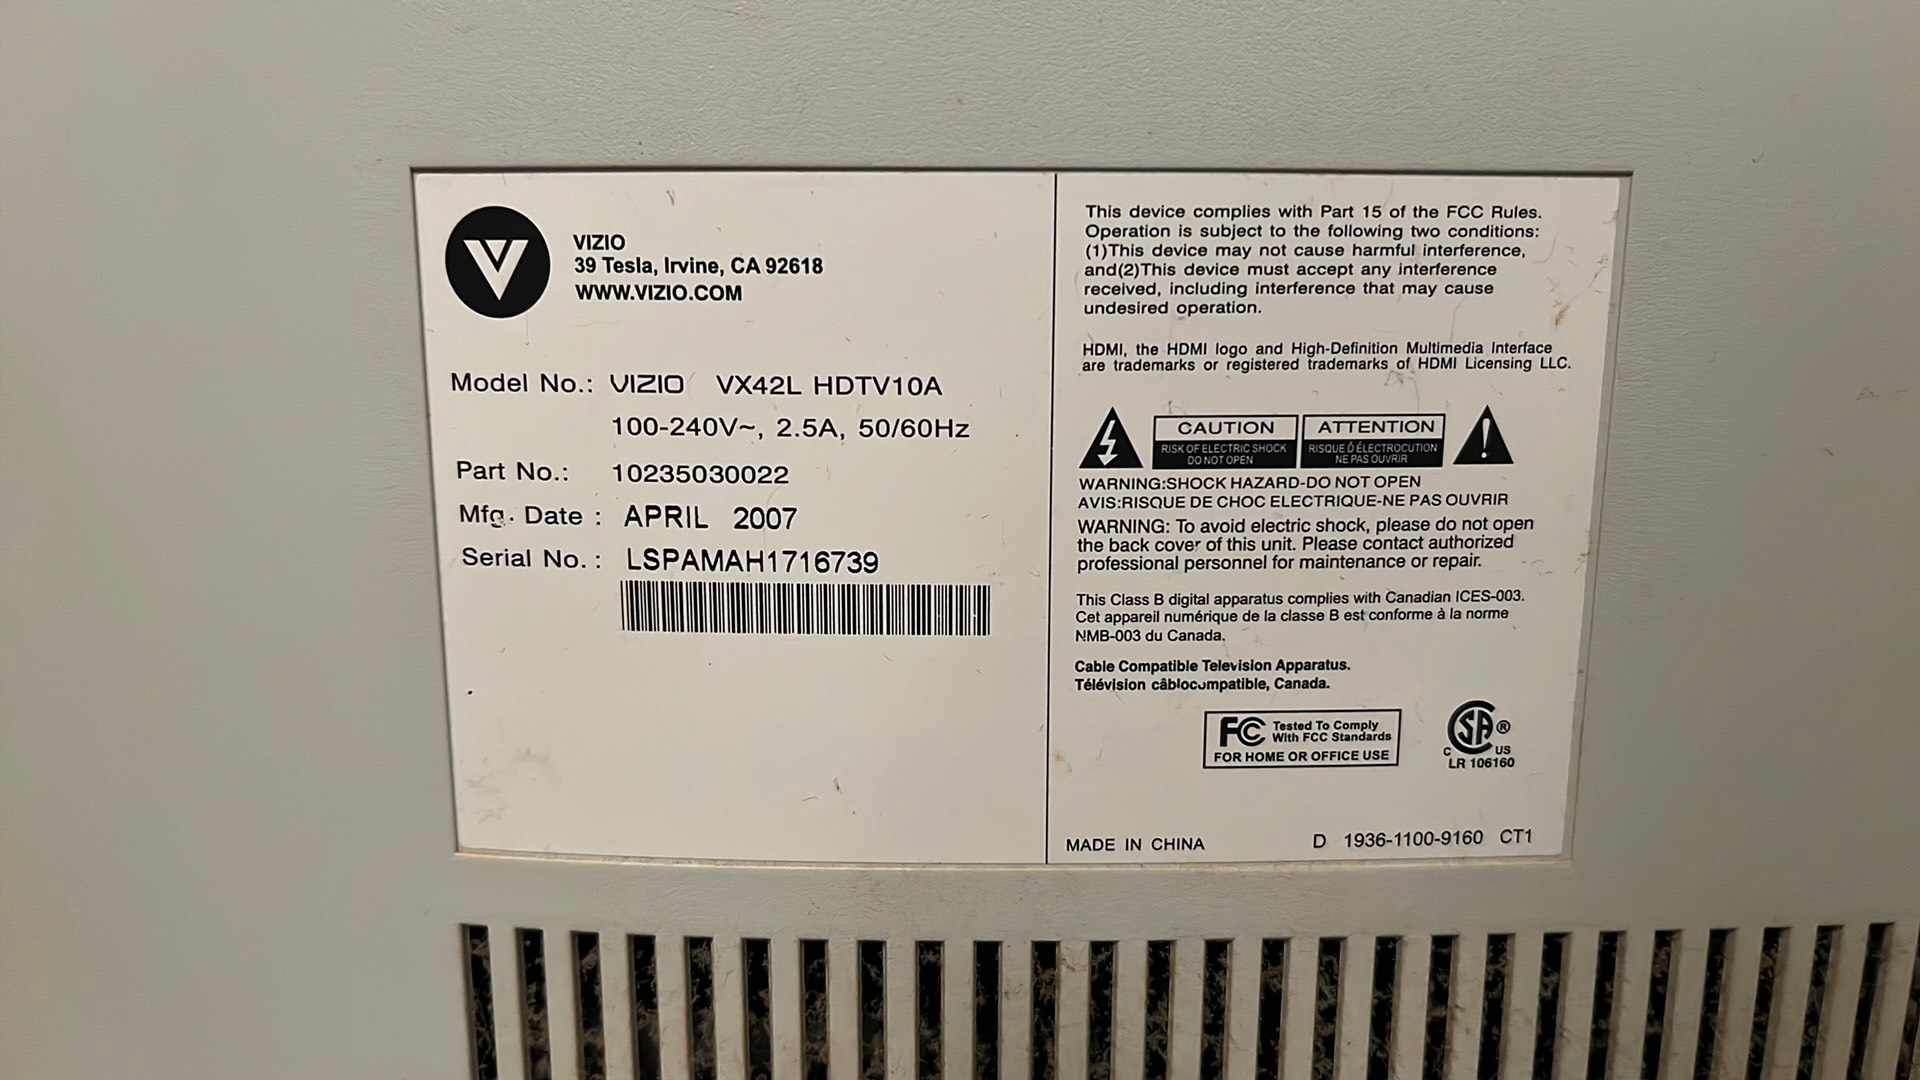 VIZIO
39 Tesla, Irvine, CA 92618
WWW.VIZIO.COM
Model No.: VIZIO VX42L HDTV10A
100-240V~, 2.5A, 50/60Hz
Part No.: 10235030022
Mfg. Date : APRIL 2007
Serial No. : LSPAMAH1716739
This device complies with Part 15 of the FCC Rules.
Operation is subject to the following two conditions:
(1)This device may not cause harmful interference,
and(2)This device must accept any interference
received, including interference that may cause
undesired operation.
HDMI, the HDMI logo and High-Definition Multimedia Interface
are trademarks or registered trademarks of HDMI Licensing LLC.
CAUTION
RISK OF ELECTRIC SHOCK
DO NOT OPEN
ATTENTION
RISQUE D ÉLECTROCUTION
NE PAS OUVRIR
WARNING:SHOCK HAZARD-DO NOT OPEN
AVIS:RISQUE DE CHOC ELECTRIQUE-NE PAS OUVRIR
WARNING: To avoid electric shock, please do not open
the back cover of this unit. Please contact authorized
professional personnel for maintenance or repair.
This Class B digital apparatus complies with Canadian ICES-003.
Cet appareil numérique de la classe B est conforme à la norme
NMB-003 du Canada.
Cable Compatible Television Apparatus.
Télévision câblocompatible, Canada.
FC Tested To Comply
With FCC Standards
FOR HOME OR OFFICE USE
SA ®
C US
LR 106160
MADE IN CHINA D 1936-1100-9160 CT1